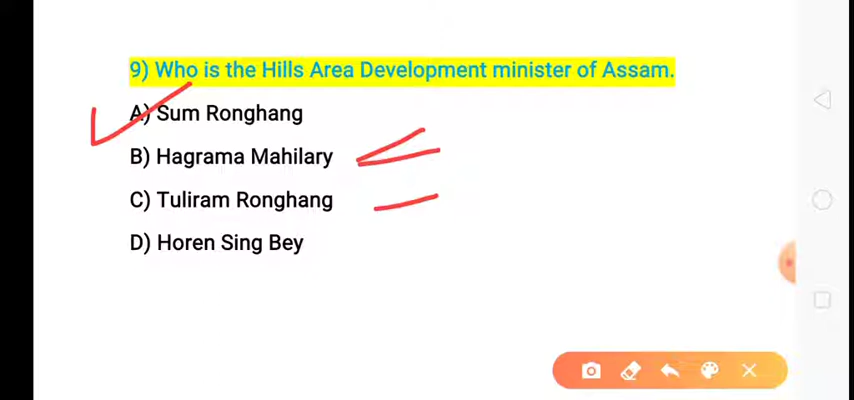 9) Who is the Hills Area Development minister of Assam.
A) Sum Ronghang
B) Hagrama Mahilary
C) Tuliram Ronghang
D) Horen Sing Bey